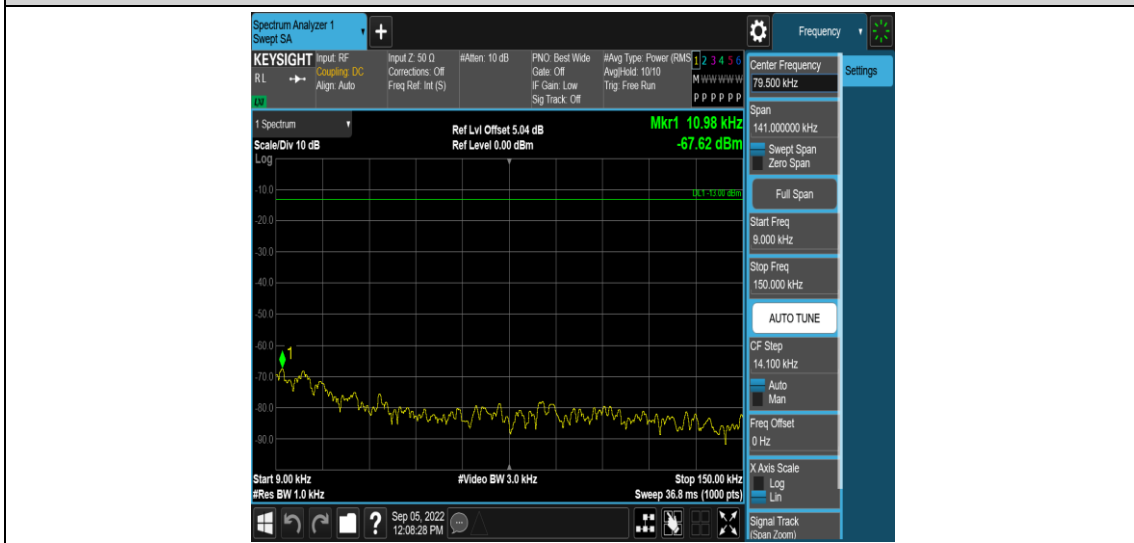 Spectrum Analyzer 1
Swept SA
+
Frequency
KEYSIGHT
RL
LXI
Input: RF
Coupling: DC
Align: Auto
Input Z: 50 Ω
Corrections: Off
Freq Ref: Int (S)
#Atten: 10 dB
PNO: Best Wide
Gate: Off
IF Gain: Low
Sig Track: Off
#Avg Type: Power (RMS
Avg|Hold: 10/10
Trig: Free Run
1 2 3 4 5 6
M W W W W W
P P P P P P
1 Spectrum
Scale/Div 10 dB
Log
Ref Lvl Offset 5.04 dB
Ref Level 0.00 dBm
Mkr1 10.98 kHz
-67.62 dBm
DL1 -13.00 dBm
-10.0
-20.0
-30.0
-40.0
-50.0
-60.0
1
-70.0
-80.0
-90.0
Start 9.00 kHz
#Res BW 1.0 kHz
#Video BW 3.0 kHz
Stop 150.00 kHz
Sweep 36.8 ms (1000 pts)
Sep 05, 2022
12:08:28 PM
?
Center Frequency
79.500 kHz
Settings
Span
141.000000 kHz
Swept Span
Zero Span
Full Span
Start Freq
9.000 kHz
Stop Freq
150.000 kHz
AUTO TUNE
CF Step
14.100 kHz
Auto
Man
Freq Offset
0 Hz
X Axis Scale
Log
Lin
Signal Track
(Span Zoom)